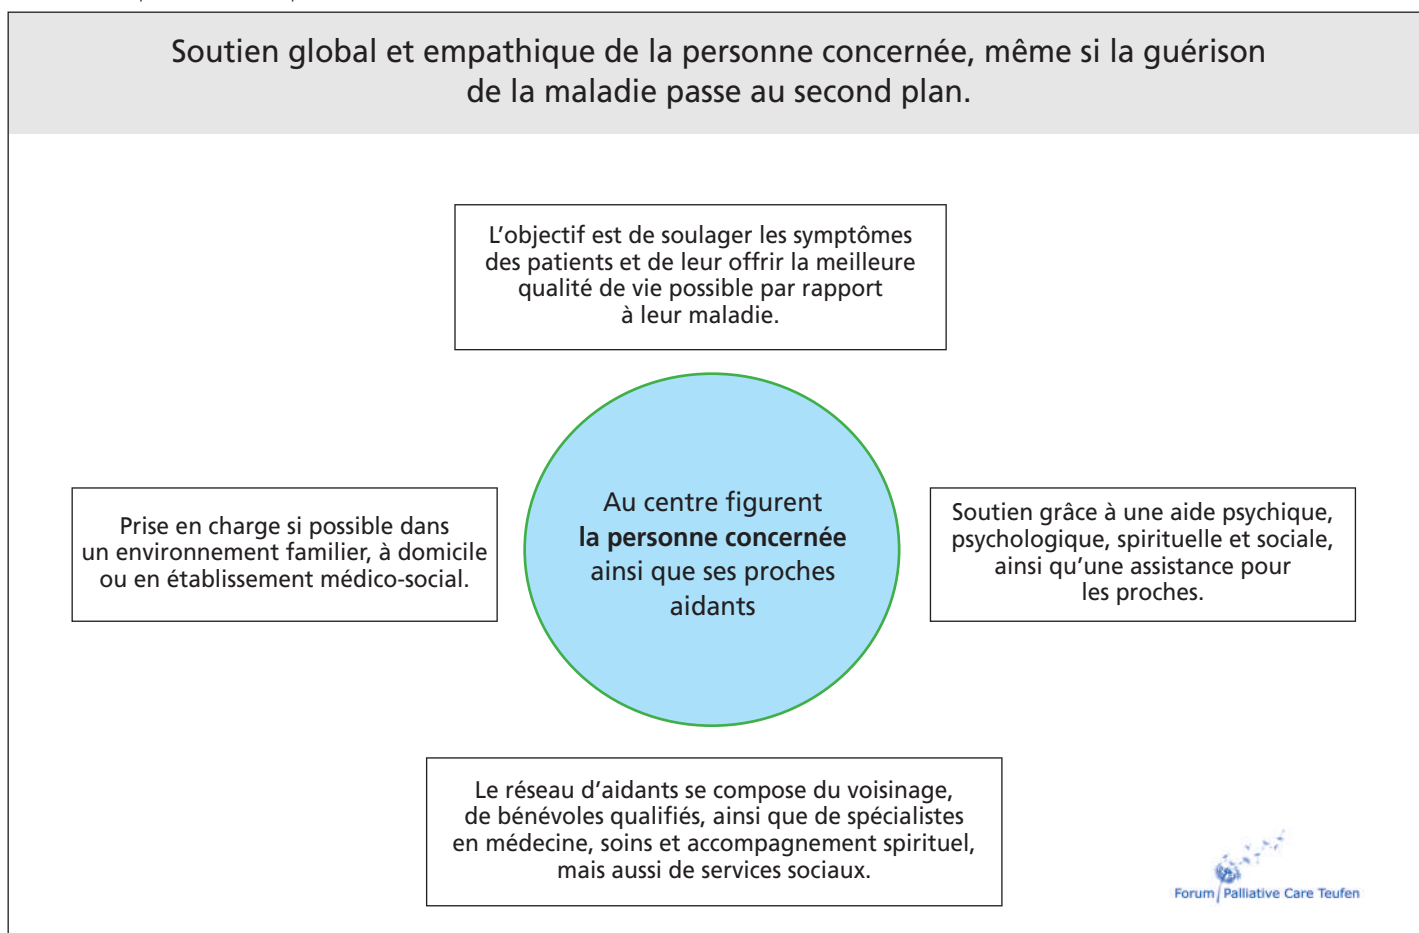 Soutien global et empathique de la personne concernée, même si la guérison
de la maladie passe au second plan.
L’objectif est de soulager les symptômes
des patients et de leur offrir la meilleure
qualité de vie possible par rapport
à leur maladie.
Prise en charge si possible dans
un environnement familier, à domicile
ou en établissement médico-social.
Au centre figurent
la personne concernée
ainsi que ses proches
aidants
Soutien grâce à une aide psychique,
psychologique, spirituelle et sociale,
ainsi qu’une assistance pour
les proches.
Le réseau d’aidants se compose du voisinage,
de bénévoles qualifiés, ainsi que de spécialistes
en médecine, soins et accompagnement spirituel,
mais aussi de services sociaux.
Forum Palliative Care Teufen